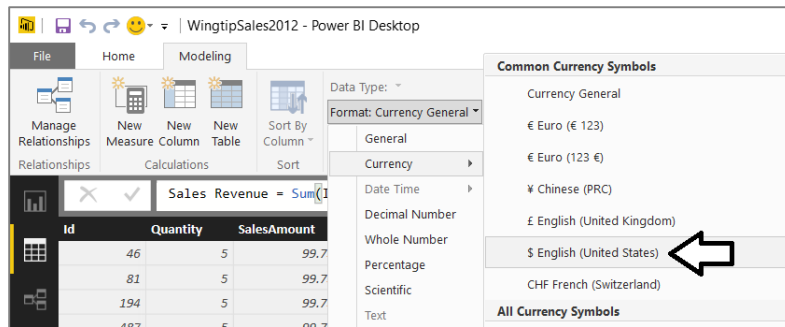 WingtipSales2012 - Power BI Desktop
File Home Modeling
Manage Relationships
New Measure
New Column
New Table
Sort By Column
Relationships Calculations Sort
Data Type:
Format: Currency General
General
Currency
Date Time
Decimal Number
Whole Number
Percentage
Scientific
Text
Common Currency Symbols
Currency General
€ Euro (€ 123)
€ Euro (123 €)
¥ Chinese (PRC)
£ English (United Kingdom)
$ English (United States)
CHF French (Switzerland)
All Currency Symbols
Sales Revenue = Sum(
Id Quantity SalesAmount
46 5 99.7
81 5 99.7
194 5 99.7
487 5 99.7